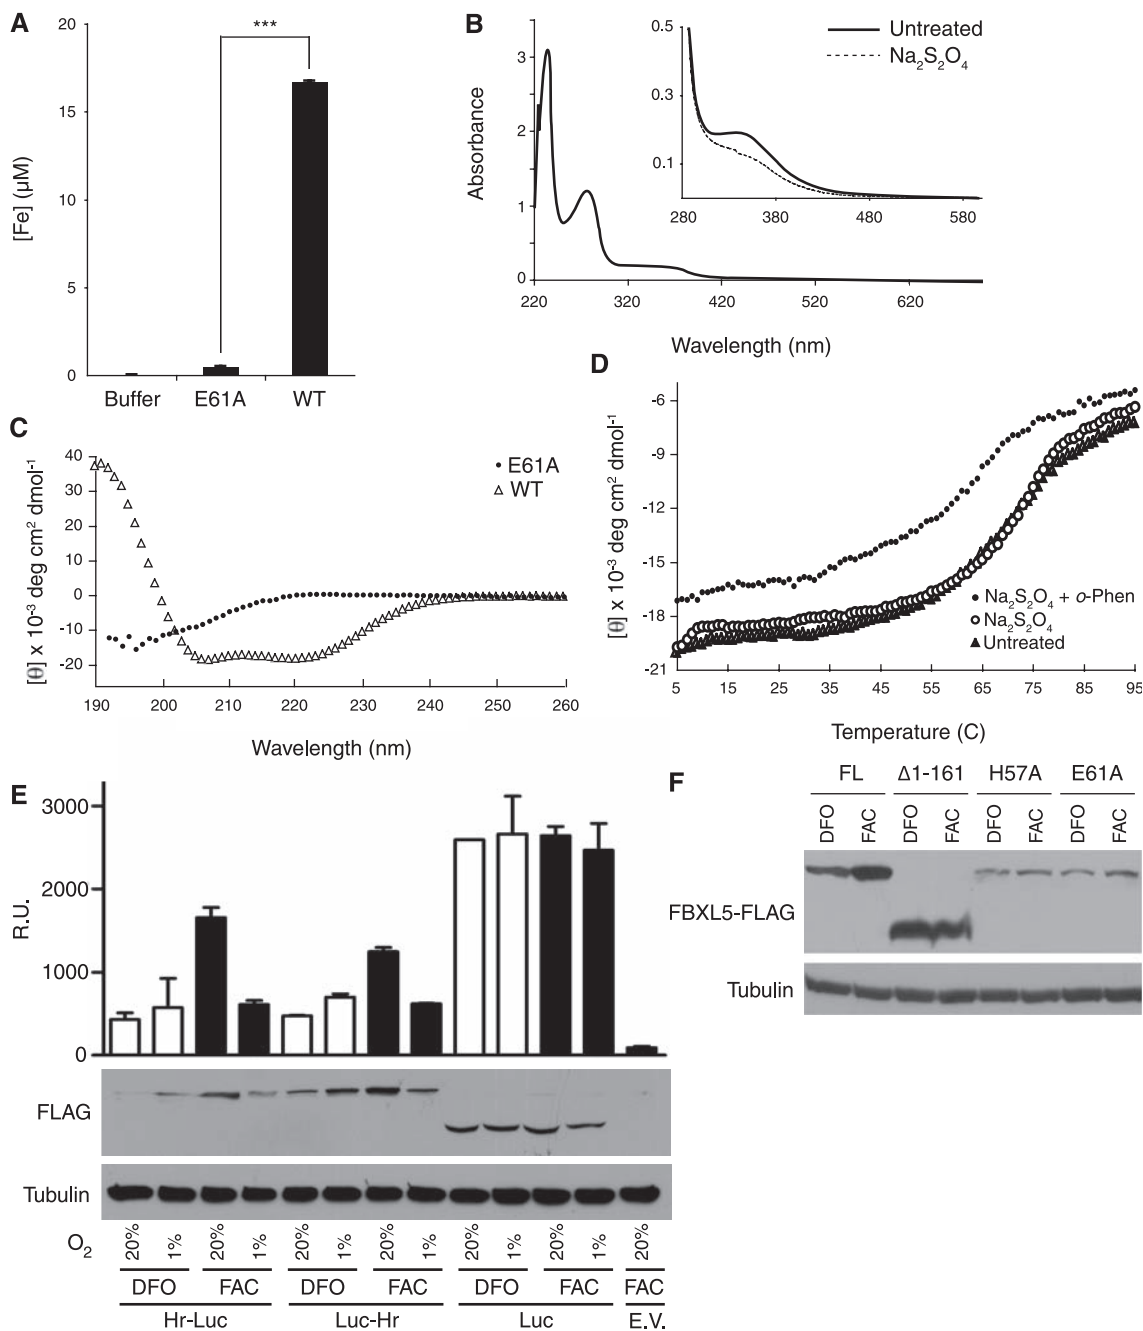 A
[Fe] (µM)
20
15
10
5
0
***
Buffer E61A WT
B
Absorbance
3
2
1
0
220 320 420 520 620
Wavelength (nm)
0.5
0.3
0.1
280 380 480 580
Untreated
Na2S2O4
C
[θ] x 10-3 deg cm2 dmol-1
40
30
20
10
0
-10
-20
190 200 210 220 230 240 250 260
Wavelength (nm)
E61A
WT
D
[θ] x 10-3 deg cm2 dmol-1
-6
-9
-12
-15
-18
-21
5 15 25 35 45 55 65 75 85 95
Temperature (C)
Na2S2O4 + o-Phen
Na2S2O4
Untreated
E
R.U.
3000
2000
1000
0
FLAG
Tubulin
O2 20% 1% 20% 1% 20% 1% 20% 1% 20% 1% 20% 1% 20%
DFO FAC DFO FAC DFO FAC FAC
Hr-Luc Luc-Hr Luc E.V.
F
FL Δ1-161 H57A E61A
DFO FAC DFO FAC DFO FAC DFO FAC
FBXL5-FLAG
Tubulin